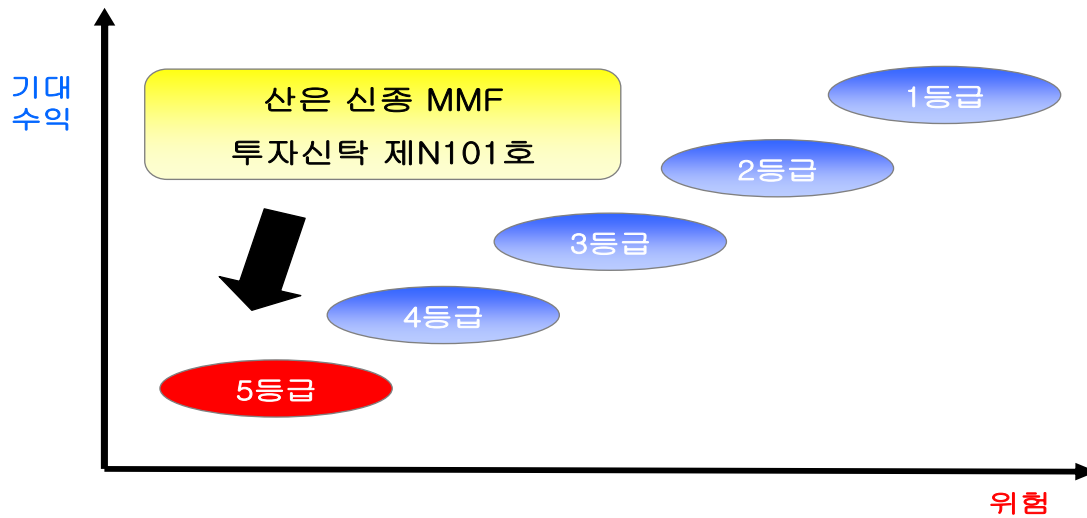 기대
수익
산은 신종 MMF
투자신탁 제N101호
1등급
2등급
3등급
4등급
5등급
위험